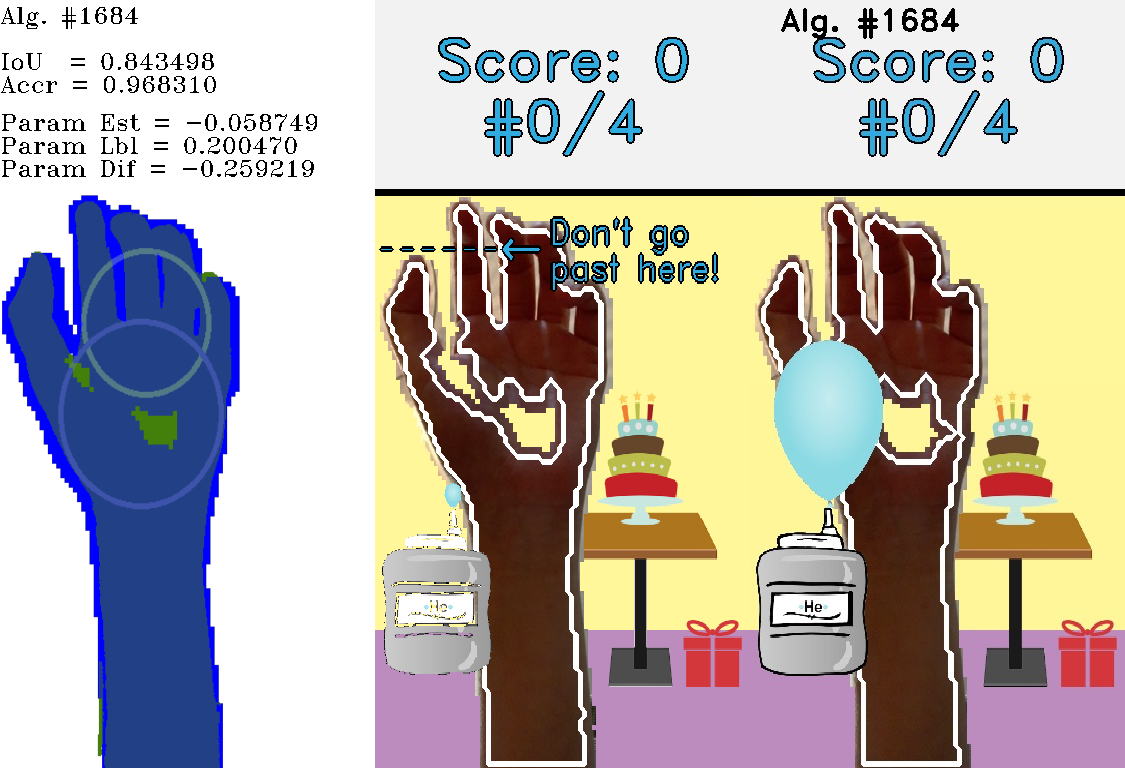 Alg. #1684
IoU = 0.843498
Accr = 0.968310
Param Est = −0.058749
Param Lbl = 0.200470
Param Dif = −0.259219
Score: 0
#0/4
Don't go
past here!
He
Alg. #1684
Score: 0
#0/4
He